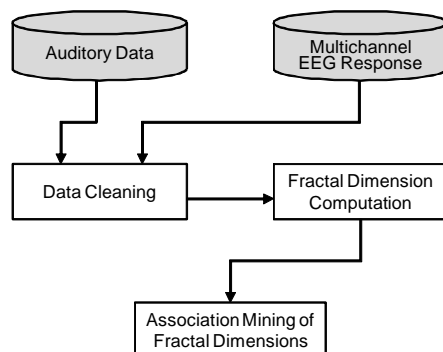 Auditory Data
Multichannel
EEG Response
Data Cleaning
Fractal Dimension
Computation
Association Mining of
Fractal Dimensions